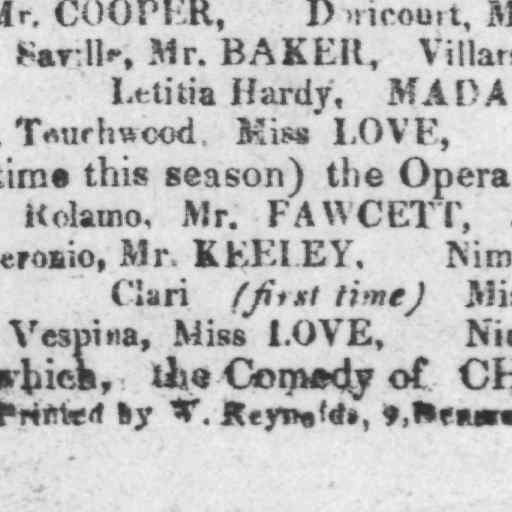 Mr. COOPER, Doricourt, M
Saville, Mr. BAKER, Villars
Letitia Hardy, MADA
Touchwood, Miss LOVE,
time this season) the Opera
Rolamo, Mr. FAWCETT,
eronio, Mr. KEELEY, Nim
Clari (first time) Mis
Vespina, Miss LOVE, Nic
which, the Comedy of CH
Printed by W. Reynolds, 9,